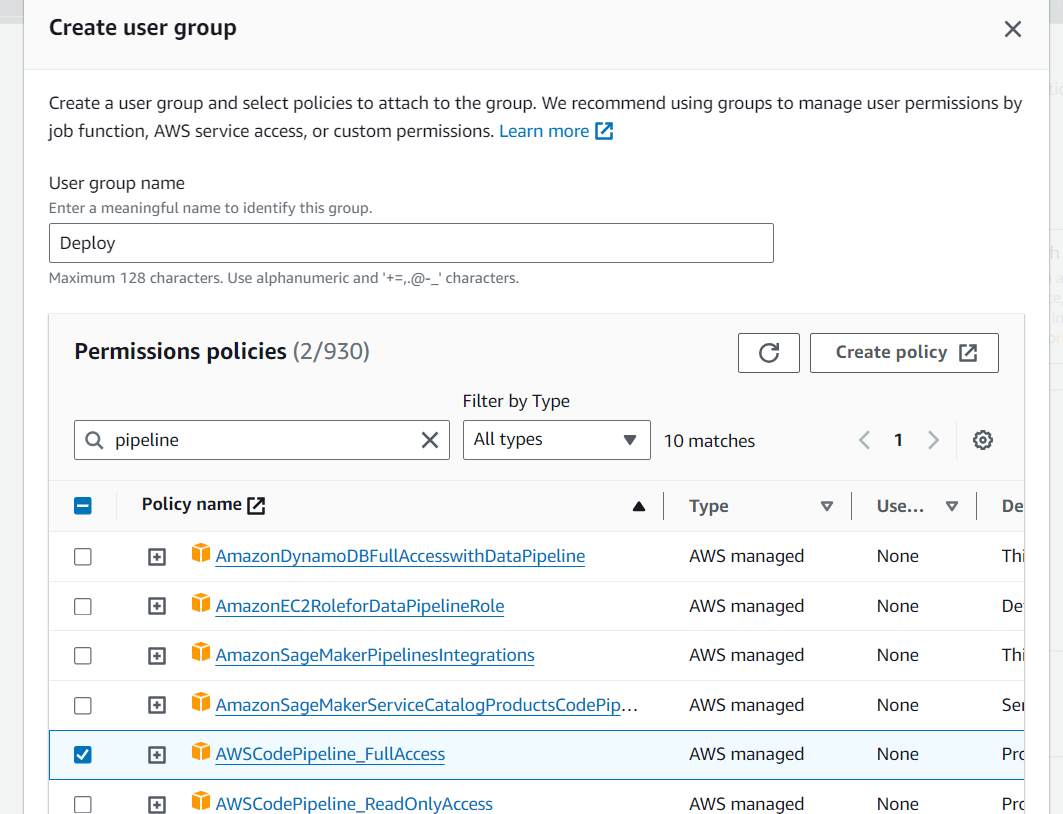 Create user group
Create a user group and select policies to attach to the group. We recommend using groups to manage user permissions by
job function, AWS service access, or custom permissions. Learn more
User group name
Enter a meaningful name to identify this group.
Deploy
Maximum 128 characters. Use alphanumeric and '+=,.@-_' characters.
Permissions policies (2/930)
Create policy
Filter by Type
pipeline
All types
10 matches
1
Policy name
Type
Use...
De
AmazonDynamoDBFullAccesswithDataPipeline AWS managed None Thi
AmazonEC2RoleforDataPipelineRole AWS managed None De
AmazonSageMakerPipelinesIntegrations AWS managed None Thi
AmazonSageMakerServiceCatalogProductsCodePip... AWS managed None Ser
AWSCodePipeline_FullAccess AWS managed None Pro
AWSCodePipeline_ReadOnlyAccess AWS managed None Pro